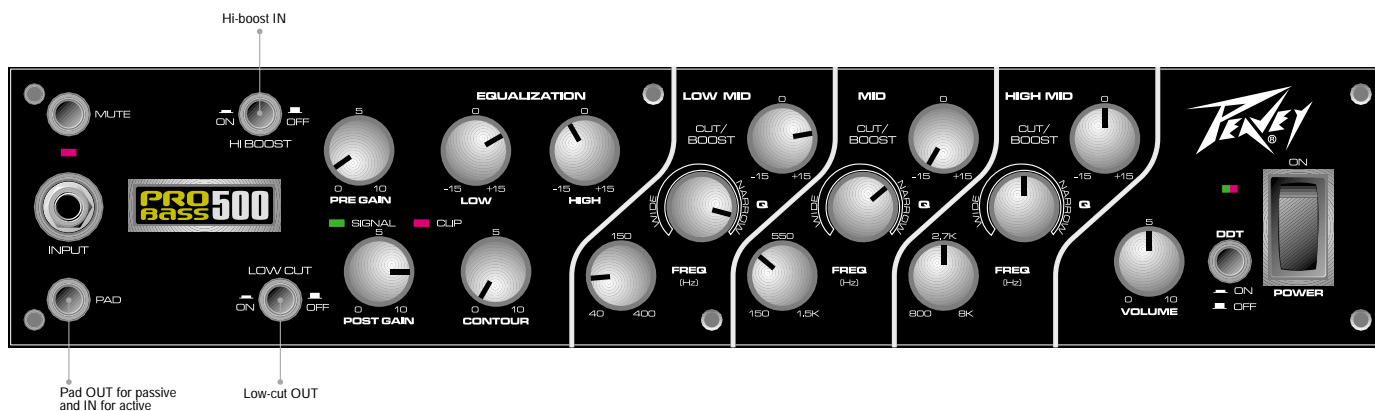 Hi-boost IN
MUTE
ON OFF
HI BOOST
PRO
BASS 500
INPUT
PAD
LOW CUT
ON OFF
5
0 10
PRE GAIN
SIGNAL CLIP
5
0 10
POST GAIN
EQUALIZATION
0
-15 +15
LOW
0
-15 +15
HIGH
5
0 10
CONTOUR
LOW MID
CUT/
BOOST
0
-15 +15
WIDE NARROW Q
150
40 400
FREQ
(Hz)
MID
CUT/
BOOST
0
-15 +15
WIDE NARROW Q
550
150 1.5K
FREQ
(Hz)
HIGH MID
CUT/
BOOST
0
-15 +15
WIDE NARROW Q
2,7K
800 8K
FREQ
(Hz)
PEAVEY®
5
0 10
VOLUME
DDT
ON
OFF
ON
POWER
Pad OUT for passive
and IN for active
Low-cut OUT